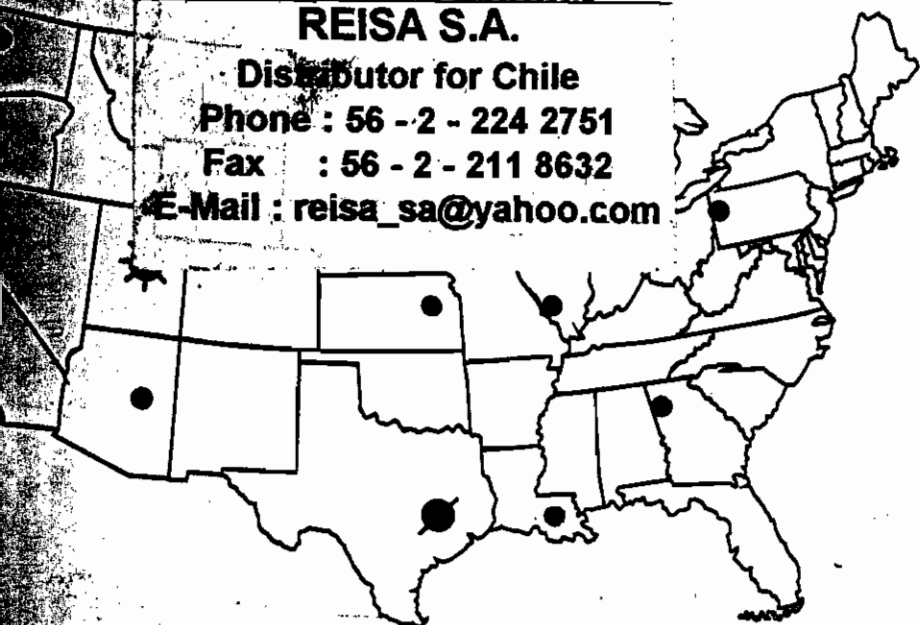 REISA S.A.
Distributor for Chile
Phone : 56 - 2 - 224 2751
Fax : 56 - 2 - 211 8632
E-Mail : reisa_sa@yahoo.com